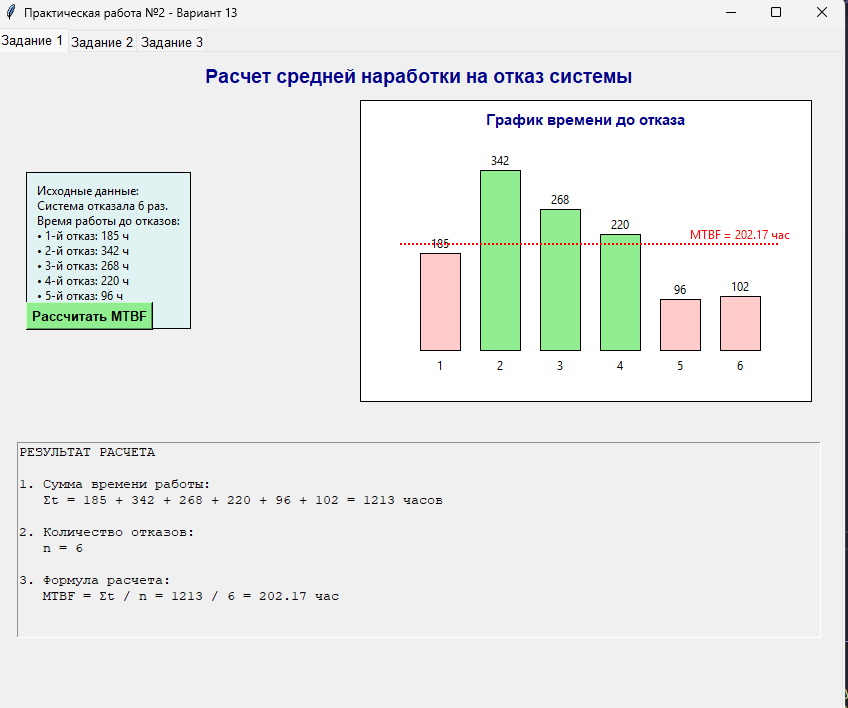 Практическая работа №2 - Вариант 13
Задание 1 Задание 2 Задание 3
Расчет средней наработки на отказ системы
Исходные данные:
Система отказала 6 раз.
Время работы до отказов:
• 1-й отказ: 185 ч
• 2-й отказ: 342 ч
• 3-й отказ: 268 ч
• 4-й отказ: 220 ч
• 5-й отказ: 96 ч
Рассчитать MTBF
График времени до отказа
342
268
220
MTBF = 202.17 час
185
96
102
1 2 3 4 5 6
РЕЗУЛЬТАТ РАСЧЕТА
1. Сумма времени работы:
Σt = 185 + 342 + 268 + 220 + 96 + 102 = 1213 часов
2. Количество отказов:
n = 6
3. Формула расчета:
MTBF = Σt / n = 1213 / 6 = 202.17 час